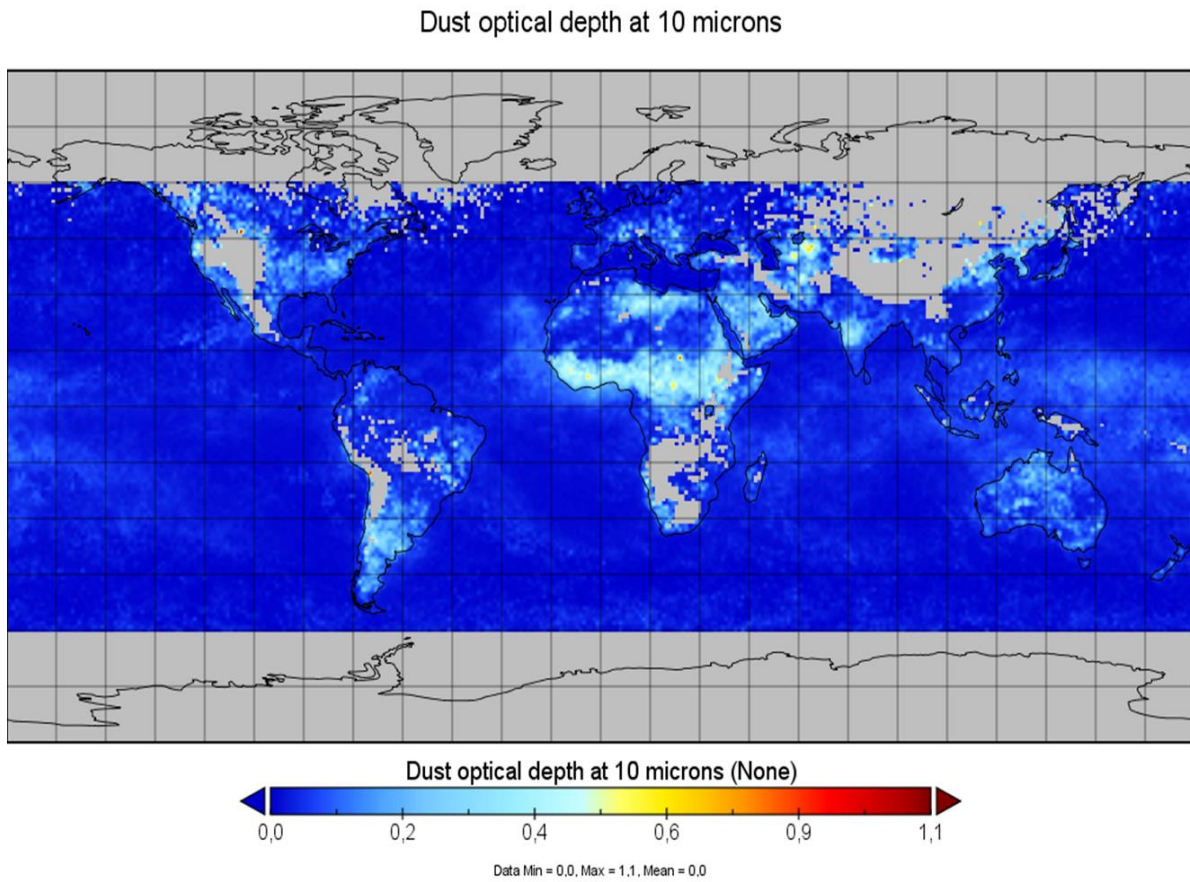 Dust optical depth at 10 microns
Dust optical depth at 10 microns (None)
0,0 0,2 0,4 0,6 0,9 1,1
Data Min = 0,0, Max = 1,1, Mean = 0,0